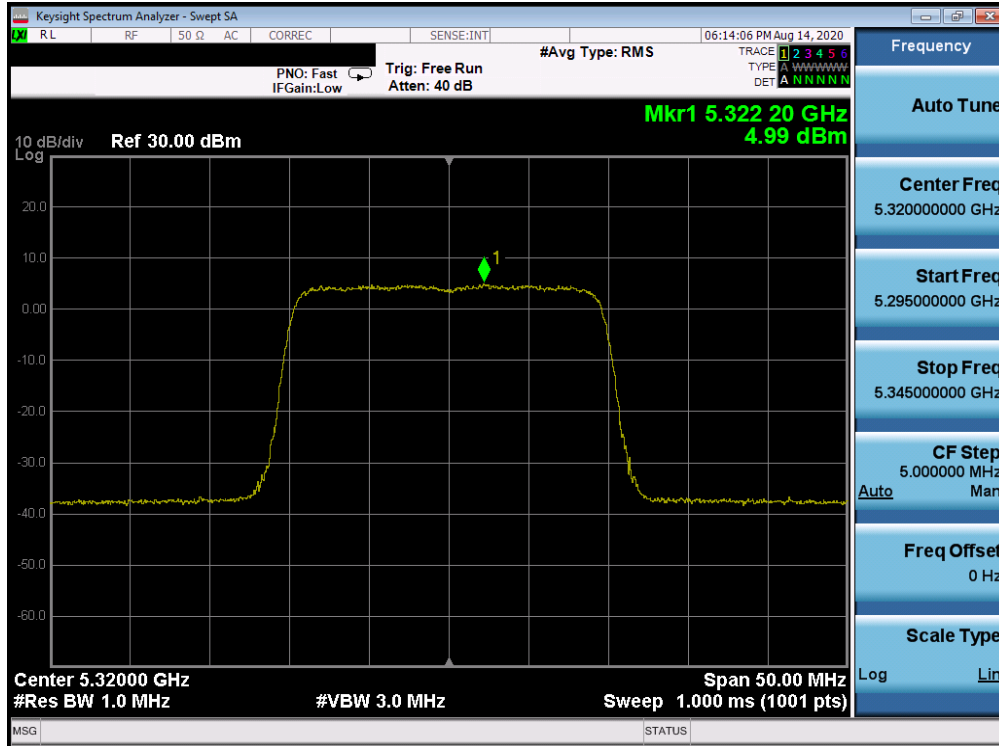 Keysight Spectrum Analyzer - Swept SA
LXI RL RF 50 Ω AC CORREC SENSE:INT 06:14:06 PM Aug 14, 2020
Frequency
#Avg Type: RMS
TRACE 1 2 3 4 5 6
PNO: Fast Trig: Free Run
TYPE A WWWWW
IFGain:Low Atten: 40 dB
DET A N N N N N
Auto Tune
Mkr1 5.322 20 GHz
4.99 dBm
10 dB/div Ref 30.00 dBm
Log
Center Freq
5.320000000 GHz
20.0
10.0
1
0.00
-10.0
-20.0
-30.0
-40.0
-50.0
-60.0
Start Freq
5.295000000 GHz
Stop Freq
5.345000000 GHz
CF Step
5.000000 MHz
Auto Man
Freq Offset
0 Hz
Scale Type
Log Lin
Center 5.32000 GHz Span 50.00 MHz
#Res BW 1.0 MHz #VBW 3.0 MHz Sweep 1.000 ms (1001 pts)
MSG STATUS